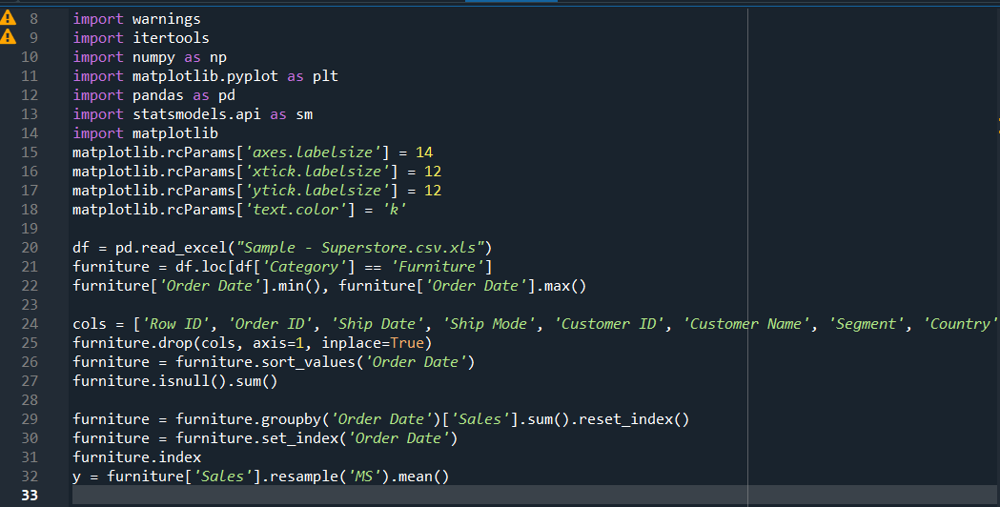 8 import warnings
9 import itertools
10 import numpy as np
11 import matplotlib.pyplot as plt
12 import pandas as pd
13 import statsmodels.api as sm
14 import matplotlib
15 matplotlib.rcParams['axes.labelsize'] = 14
16 matplotlib.rcParams['xtick.labelsize'] = 12
17 matplotlib.rcParams['ytick.labelsize'] = 12
18 matplotlib.rcParams['text.color'] = 'k'
19
20 df = pd.read_excel("Sample - Superstore.csv.xls")
21 furniture = df.loc[df['Category'] == 'Furniture']
22 furniture['Order Date'].min(), furniture['Order Date'].max()
23
24 cols = ['Row ID', 'Order ID', 'Ship Date', 'Ship Mode', 'Customer ID', 'Customer Name', 'Segment', 'Country'
25 furniture.drop(cols, axis=1, inplace=True)
26 furniture = furniture.sort_values('Order Date')
27 furniture.isnull().sum()
28
29 furniture = furniture.groupby('Order Date')['Sales'].sum().reset_index()
30 furniture = furniture.set_index('Order Date')
31 furniture.index
32 y = furniture['Sales'].resample('MS').mean()
33